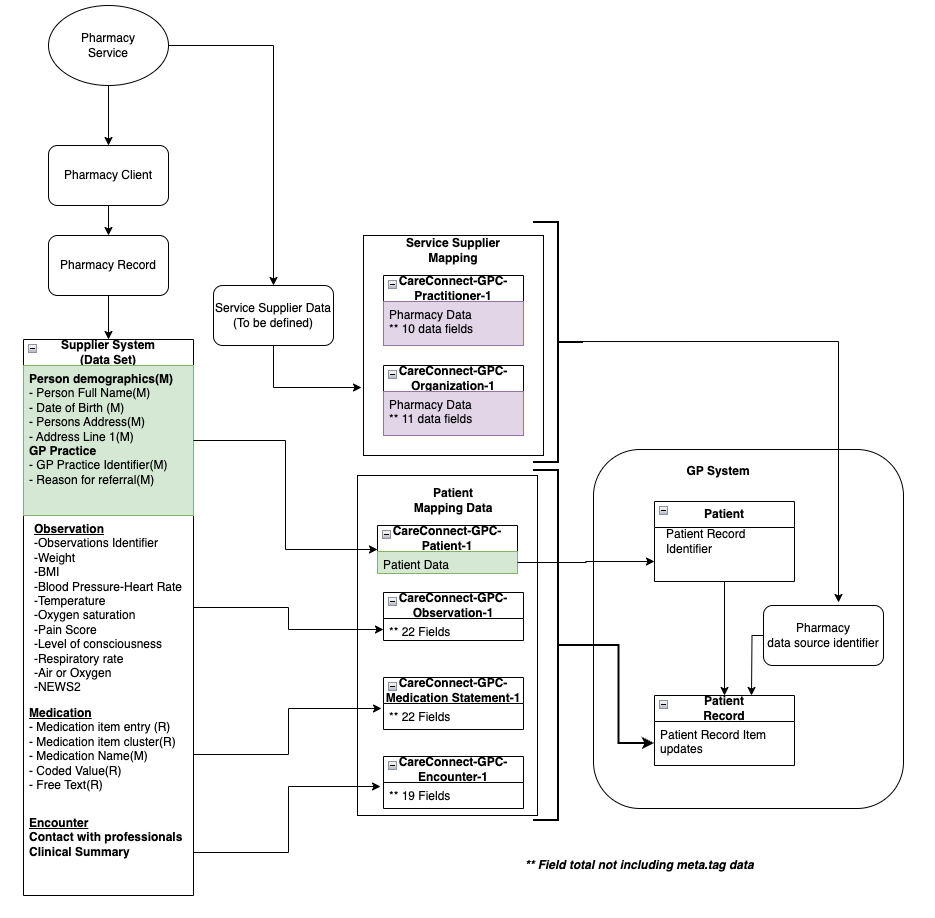 Pharmacy
Service
Pharmacy Client
Pharmacy Record
Service Supplier Data
(To be defined)
Supplier System
(Data Set)
Person demographics(M)
- Person Full Name(M)
- Date of Birth (M)
- Persons Address(M)
- Address Line 1(M)
GP Practice
- GP Practice Identifier(M)
- Reason for referral(M)
Observation
-Observations Identifier
-Weight
-BMI
-Blood Pressure-Heart Rate
-Temperature
-Oxygen saturation
-Pain Score
-Level of consciousness
-Respiratory rate
-Air or Oxygen
-NEWS2
Medication
- Medication item entry (R)
- Medication item cluster(R)
- Medication Name(M)
- Coded Value(R)
- Free Text(R)
Encounter
Contact with professionals
Clinical Summary
Service Supplier
Mapping
CareConnect-GPC-
Practitioner-1
Pharmacy Data
** 10 data fields
CareConnect-GPC-
Organization-1
Pharmacy Data
** 11 data fields
Patient
Mapping Data
CareConnect-GPC-
Patient-1
Patient Data
CareConnect-GPC-
Observation-1
** 22 Fields
CareConnect-GPC-
Medication Statement-1
** 22 Fields
CareConnect-GPC-
Encounter-1
** 19 Fields
GP System
Patient
Patient Record
Identifier
Pharmacy
data source identifier
Patient
Record
Patient Record Item
updates
** Field total not including meta.tag data